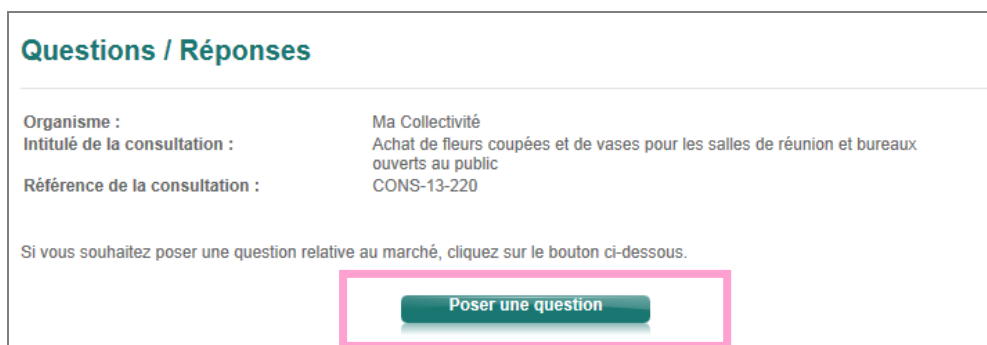 Questions / Réponses
Organisme : Ma Collectivité
Intitulé de la consultation : Achat de fleurs coupées et de vases pour les salles de réunion et bureaux
ouverts au public
Référence de la consultation : CONS-13-220
Si vous souhaitez poser une question relative au marché, cliquez sur le bouton ci-dessous.
Poser une question